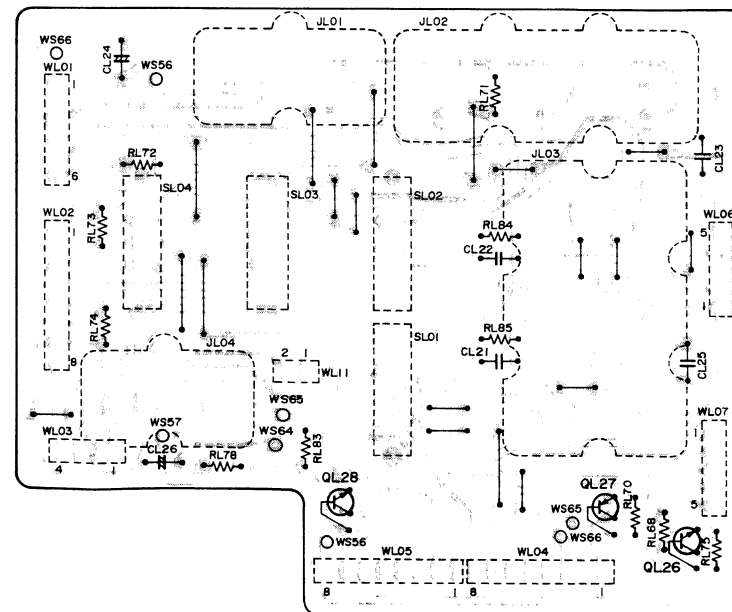 JL01
JL02
WS66
CL24
WL01
1
WS56
RL71
RL72
6
SL04
SL03
SL02
JL03
CL23
WL02
1
RL73
RL84
CL22
WL06
5
1
RL74
8
JL04
2 1
WL11
SL01
RL85
CL21
CL25
WS65
WS57
WS64
WL03
4 1
CL26
RL78
RL83
WL07
1
5
QL28
QL27
RL70
WS65
WS66
RL68
QL26
RL75
WS56
WL05
8 1
WL04
8 1